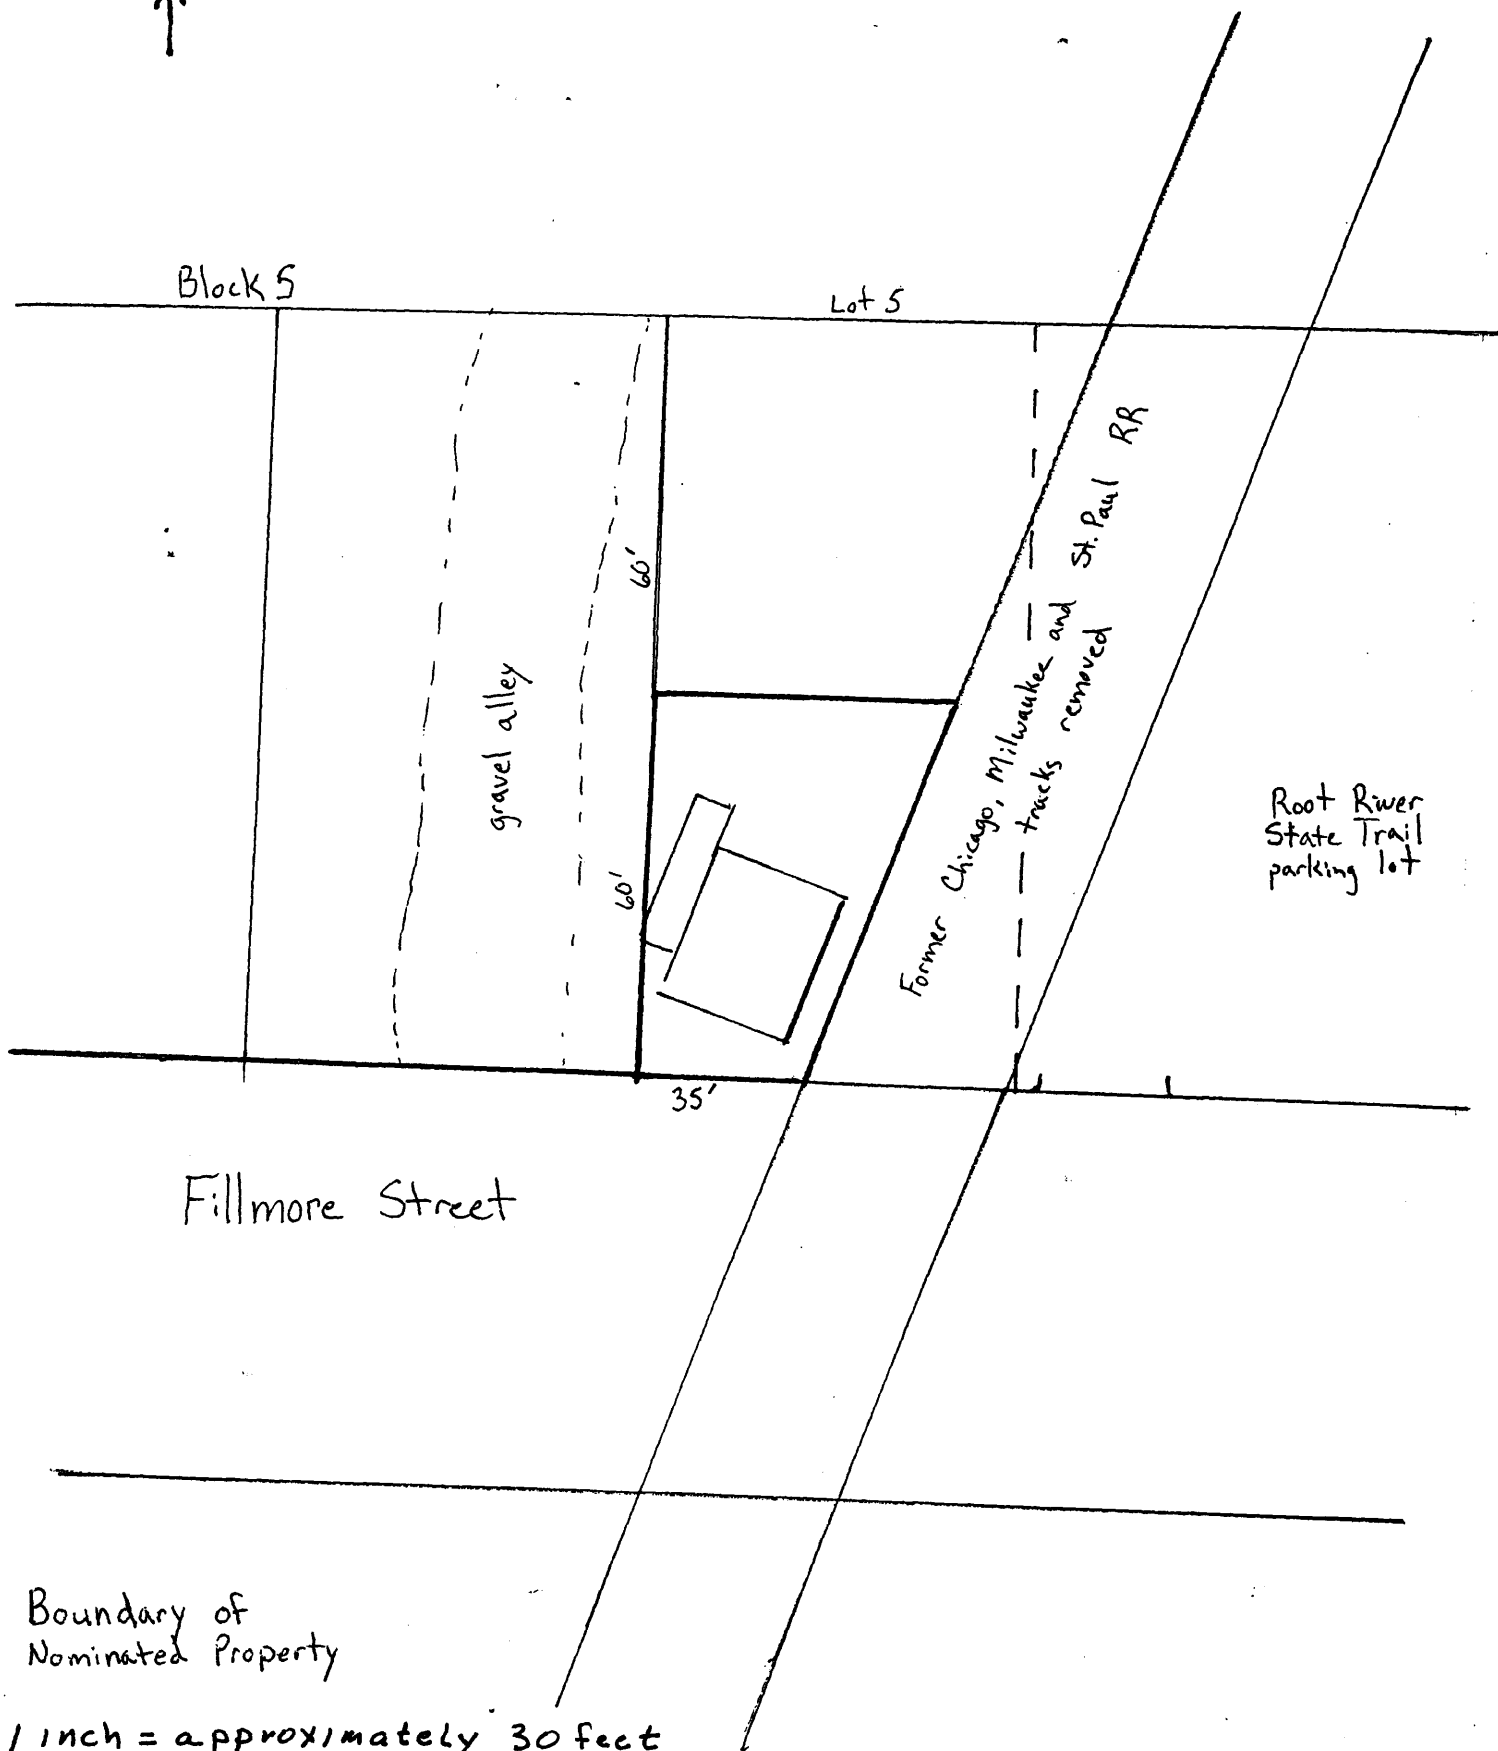 Block 5
Lot 5
60'
gravel alley
60'
Former Chicago, Milwaukee and St. Paul RR
tracks removed
Root River
State Trail
parking lot
35'
Fillmore Street
Boundary of
Nominated Property
1 inch = approximately 30 feet